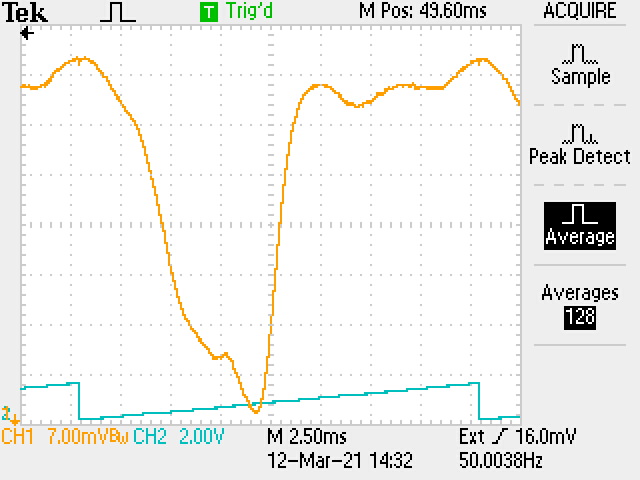 Tek T Trig'd M Pos: 49.60ms ACQUIRE
Sample
Peak Detect
Average
Averages
128
CH1 7.00mVBw CH2 2.00V M 2.50ms Ext 16.0mV
12-Mar-21 14:32 50.0038Hz